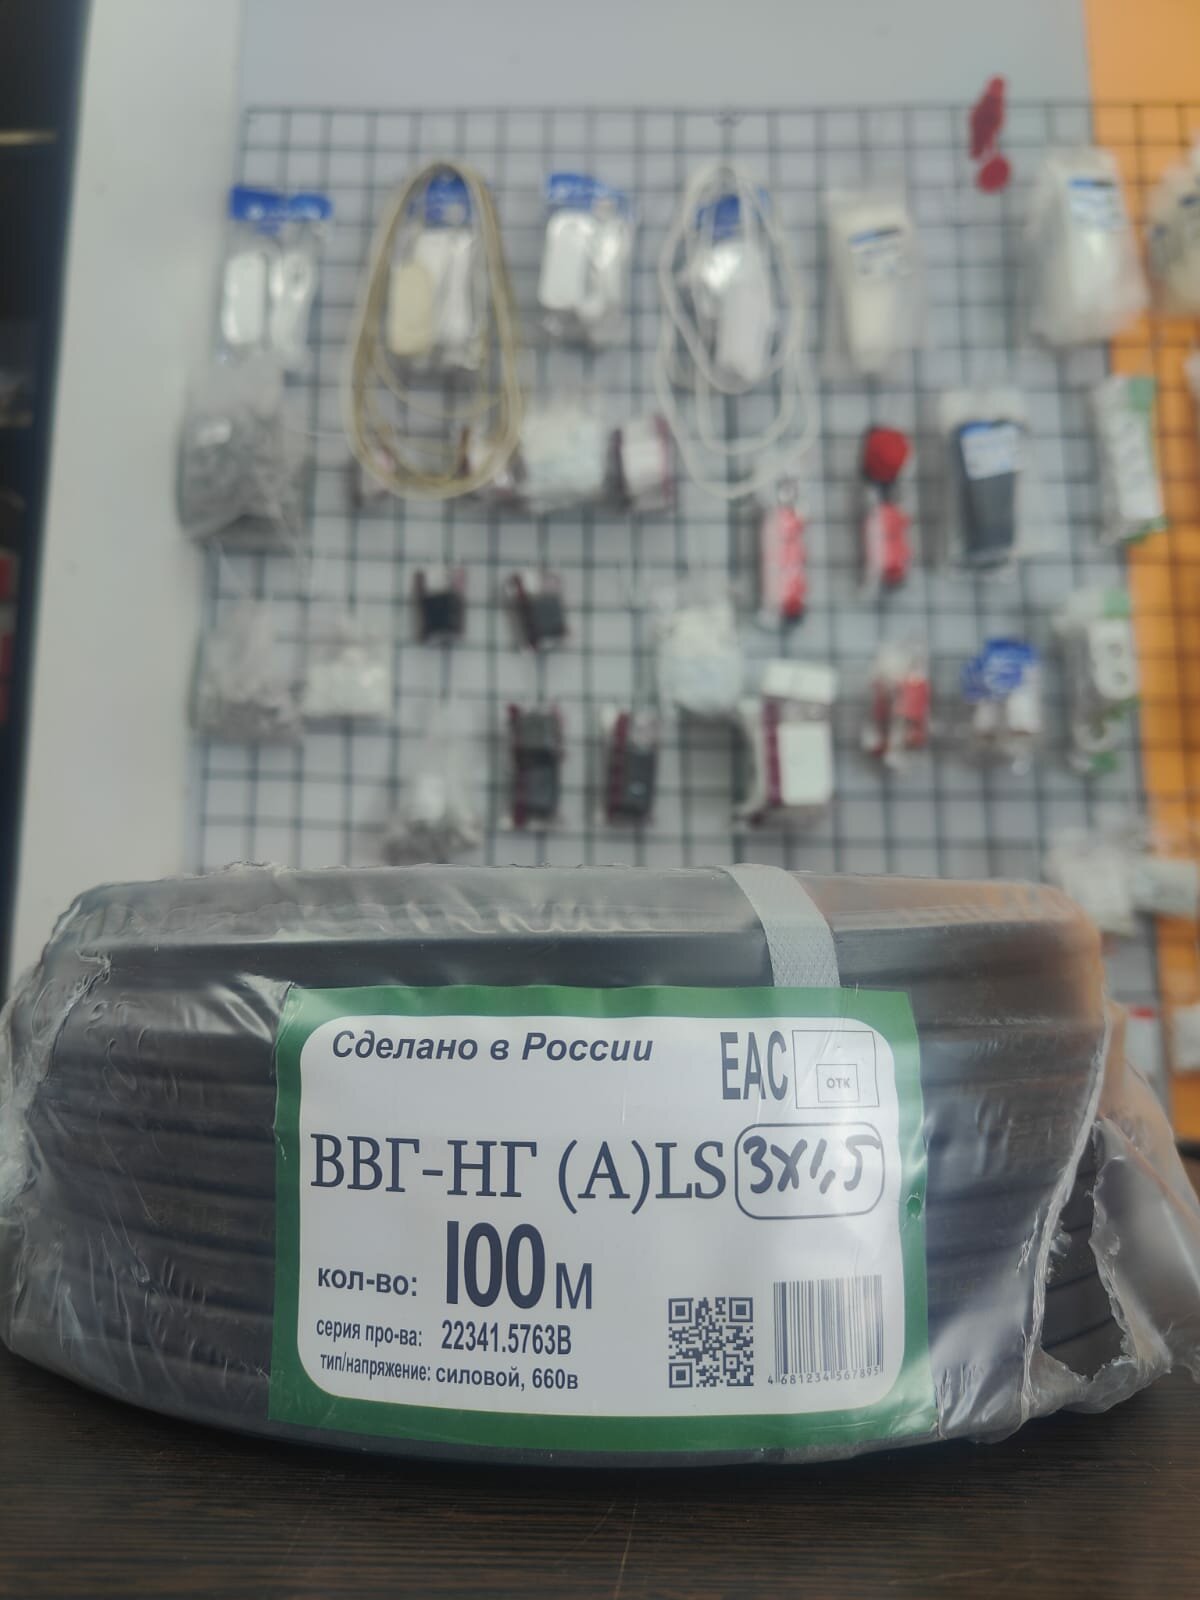 Сделано в России
EAC
ОТК
ВВГ-НГ (А)LS 3х1,5
кол-во: 100 м
серия про-ва: 22341.5763В
тип/напряжение: силовой, 660в
4 681234 567895